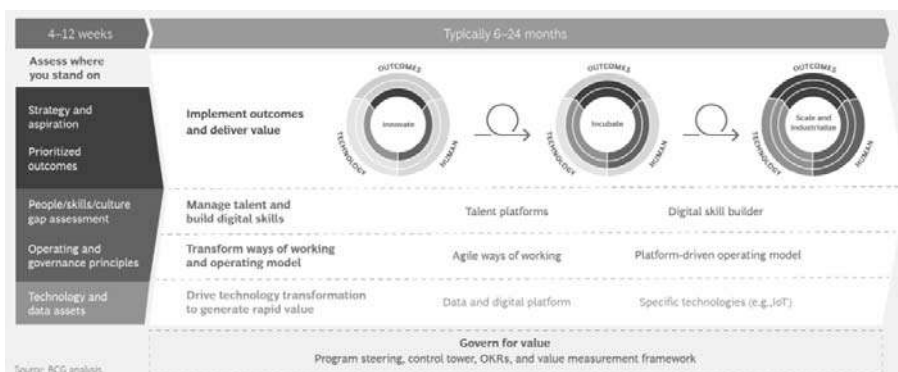 4–12 weeks
Typically 6–24 months
Assess where
you stand on
Strategy and
aspiration
Prioritized
outcomes
People/skills/culture
gap assessment
Operating and
governance principles
Technology and
data assets
Implement outcomes
and deliver value
OUTCOMES
TECHNOLOGY
HUMAN
Innovate
OUTCOMES
TECHNOLOGY
HUMAN
Incubate
OUTCOMES
TECHNOLOGY
HUMAN
Scale and
industrialize
Manage talent and
build digital skills
Talent platforms
Digital skill builder
Transform ways of working
and operating model
Agile ways of working
Platform-driven operating model
Drive technology transformation
to generate rapid value
Data and digital platform
Specific technologies (e.g.,IoT)
Govern for value
Program steering, control tower, OKRs, and value measurement framework
Source: BCG analysis